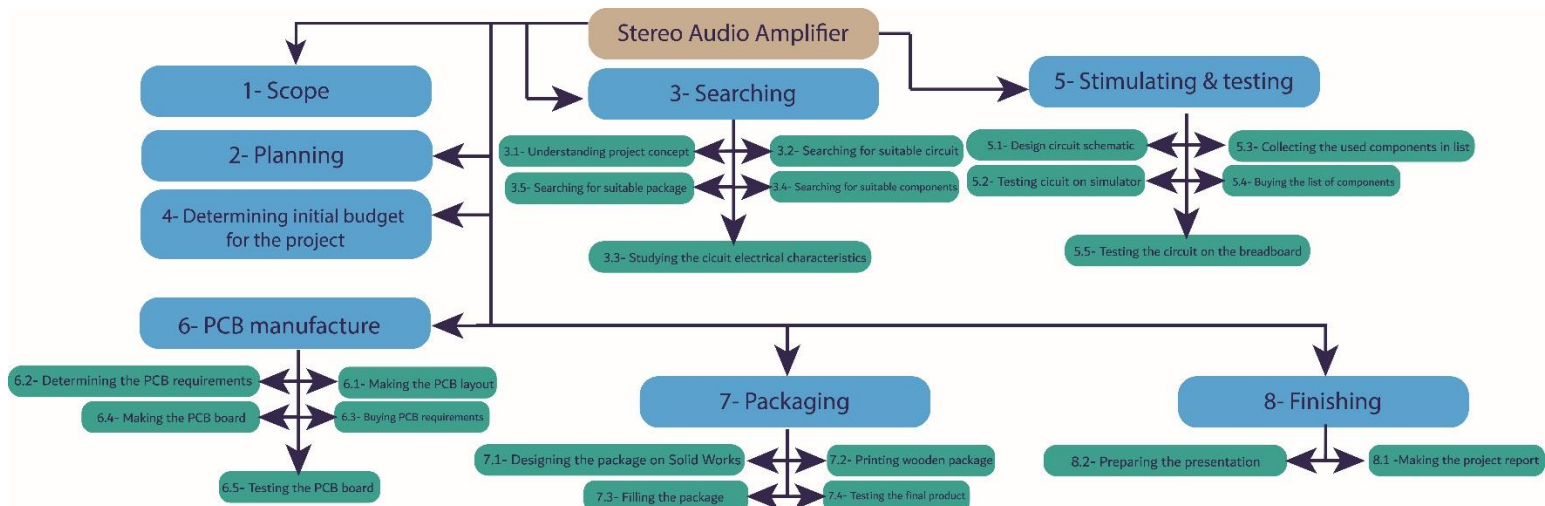 Stereo Audio Amplifier
1- Scope
2- Planning
4- Determining initial budget
for the project
3- Searching
3.1- Understanding project concept
3.2- Searching for suitable circuit
3.5- Searching for suitable package
3.4- Searching for suitable components
3.3- Studying the cicuit electrical characteristics
5- Stimulating & testing
5.1- Design circuit schematic
5.3- Collecting the used components in list
5.2- Testing cicuit on simulator
5.4- Buying the list of components
5.5- Testing the circuit on the breadboard
6- PCB manufacture
6.2- Determining the PCB requirements
6.1- Making the PCB layout
6.4- Making the PCB board
6.3- Buying PCB requirements
6.5- Testing the PCB board
7- Packaging
7.1- Designing the package on Solid Works
7.2- Printing wooden package
7.3- Filling the package
7.4- Testing the final product
8- Finishing
8.2- Preparing the presentation
8.1 -Making the project report